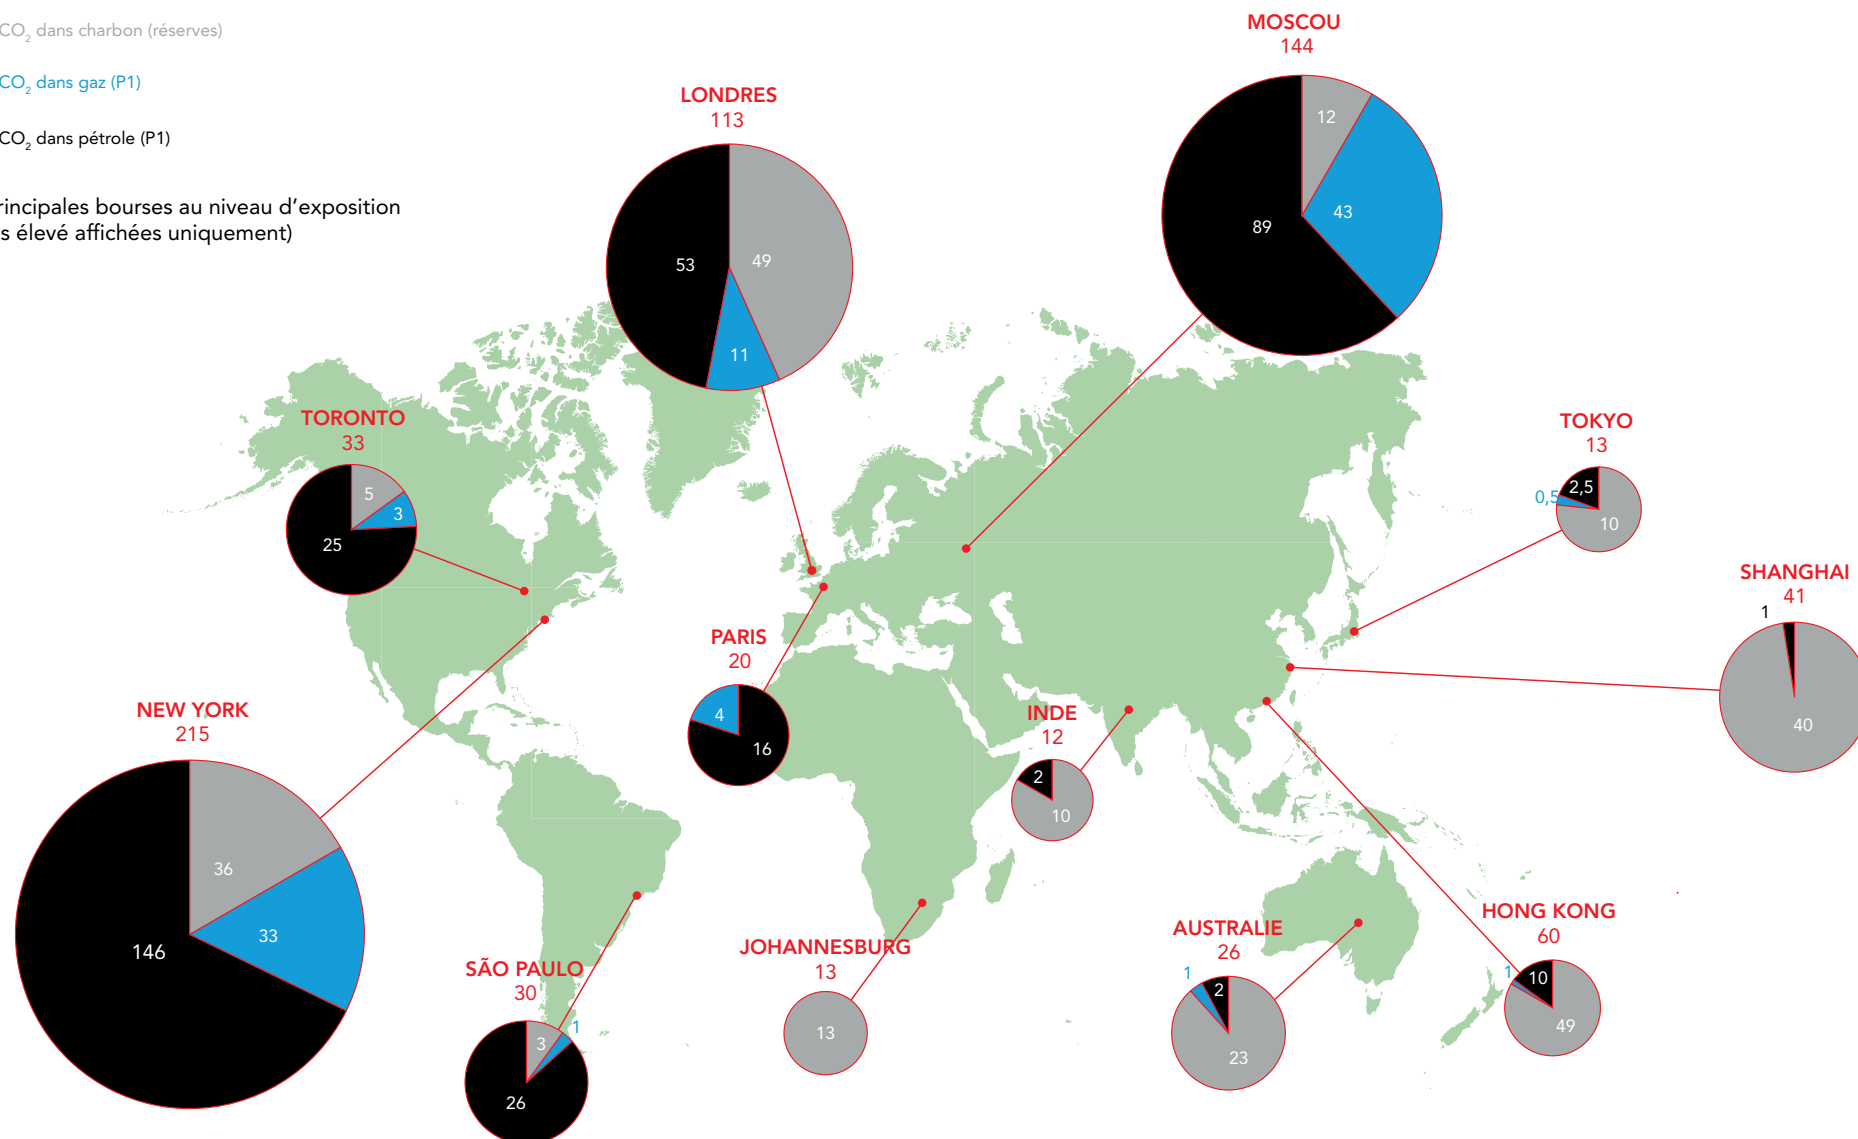 CO₂ dans charbon (réserves)
CO₂ dans gaz (P1)
CO₂ dans pétrole (P1)
rincipales bourses au niveau d’exposition
s élevé affichées uniquement)
MOSCOU
144
12
43
89
LONDRES
113
53
49
11
TORONTO
33
5
3
25
TOKYO
13
0,5
2,5
10
SHANGHAI
41
1
40
PARIS
20
4
16
INDE
12
2
10
NEW YORK
215
36
33
146
SÃO PAULO
30
3
1
26
JOHANNESBURG
13
13
AUSTRALIE
26
1
2
23
HONG KONG
60
1
10
49